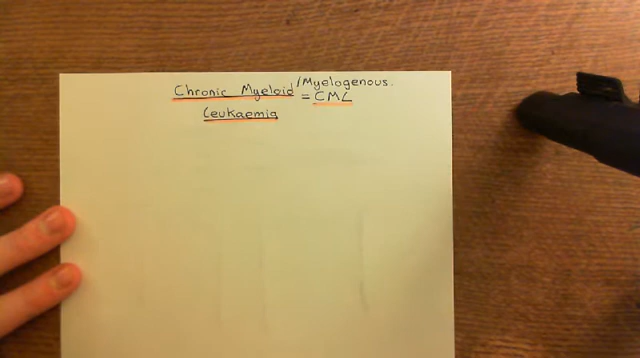 /Myelogenous.
Chronic Myeloid = CML
Leukaemia